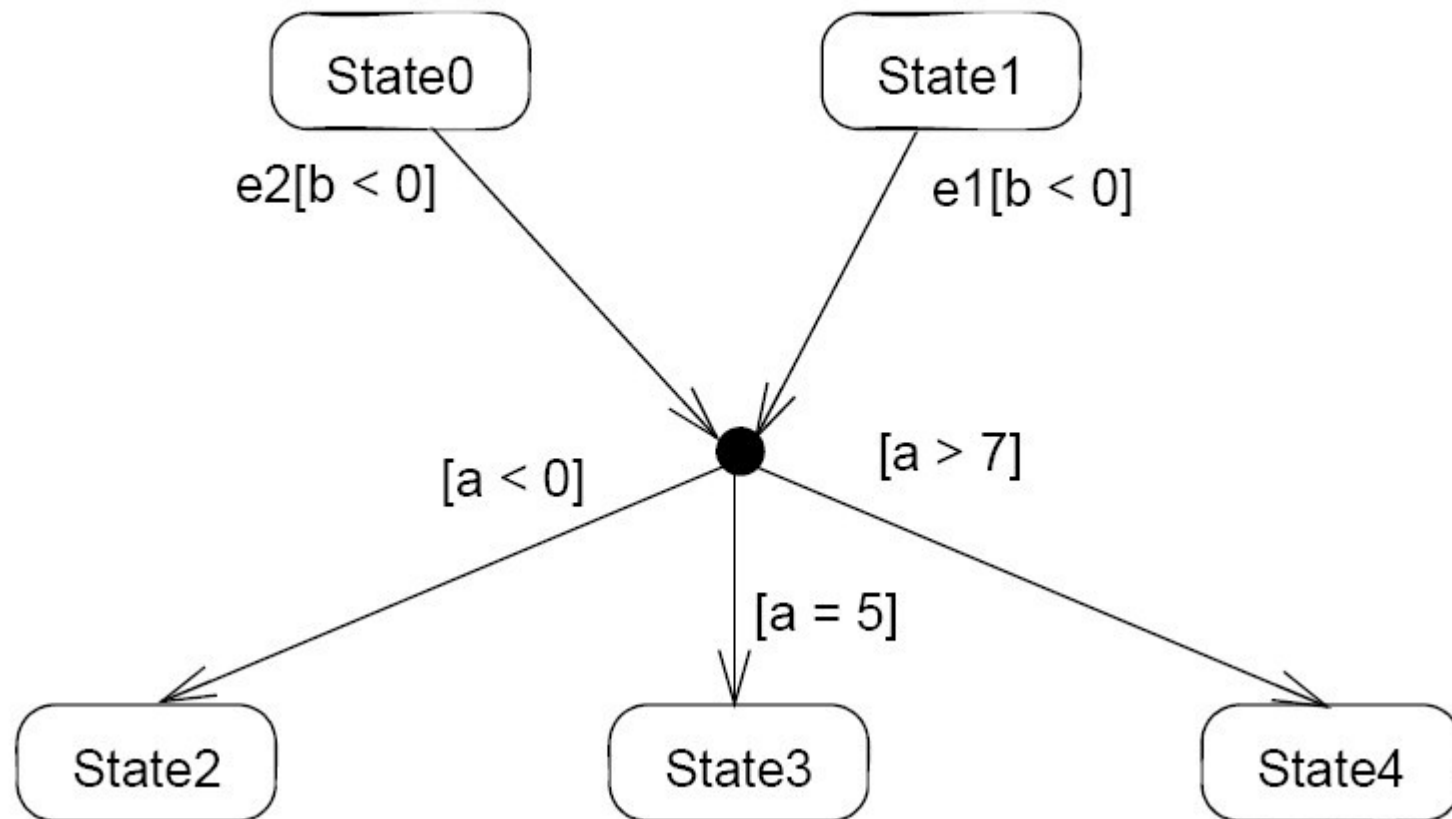 State0
State1
e2[b < 0]
e1[b < 0]
[a < 0]
[a > 7]
[a = 5]
State2
State3
State4